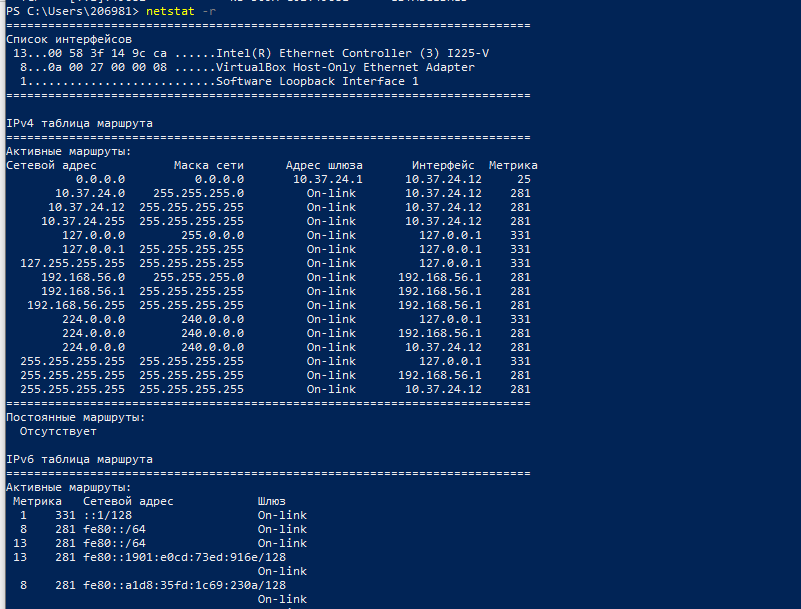 PS C:\Users\206981> netstat -r
===========================================================================
Список интерфейсов
 13...00 58 3f 14 9c ca ......Intel(R) Ethernet Controller (3) I225-V
  8...0a 00 27 00 00 08 ......VirtualBox Host-Only Ethernet Adapter
  1...........................Software Loopback Interface 1
===========================================================================

IPv4 таблица маршрута
===========================================================================
Активные маршруты:
Сетевой адрес           Маска сети      Адрес шлюза       Интерфейс  Метрика
          0.0.0.0          0.0.0.0       10.37.24.1      10.37.24.12     25
       10.37.24.0    255.255.255.0         On-link       10.37.24.12    281
      10.37.24.12  255.255.255.255         On-link       10.37.24.12    281
     10.37.24.255  255.255.255.255         On-link       10.37.24.12    281
        127.0.0.0        255.0.0.0         On-link         127.0.0.1    331
        127.0.0.1  255.255.255.255         On-link         127.0.0.1    331
  127.255.255.255  255.255.255.255         On-link         127.0.0.1    331
     192.168.56.0    255.255.255.0         On-link      192.168.56.1    281
     192.168.56.1  255.255.255.255         On-link      192.168.56.1    281
   192.168.56.255  255.255.255.255         On-link      192.168.56.1    281
        224.0.0.0        240.0.0.0         On-link         127.0.0.1    331
        224.0.0.0        240.0.0.0         On-link      192.168.56.1    281
        224.0.0.0        240.0.0.0         On-link       10.37.24.12    281
  255.255.255.255  255.255.255.255         On-link         127.0.0.1    331
  255.255.255.255  255.255.255.255         On-link      192.168.56.1    281
  255.255.255.255  255.255.255.255         On-link       10.37.24.12    281
===========================================================================
Постоянные маршруты:
  Отсутствует

IPv6 таблица маршрута
===========================================================================
Активные маршруты:
 Метрика   Сетевой адрес            Шлюз
  1    331 ::1/128                  On-link
  8    281 fe80::/64                On-link
 13    281 fe80::/64                On-link
 13    281 fe80::1901:e0cd:73ed:916e/128
                                    On-link
  8    281 fe80::a1d8:35fd:1c69:230a/128
                                    On-link